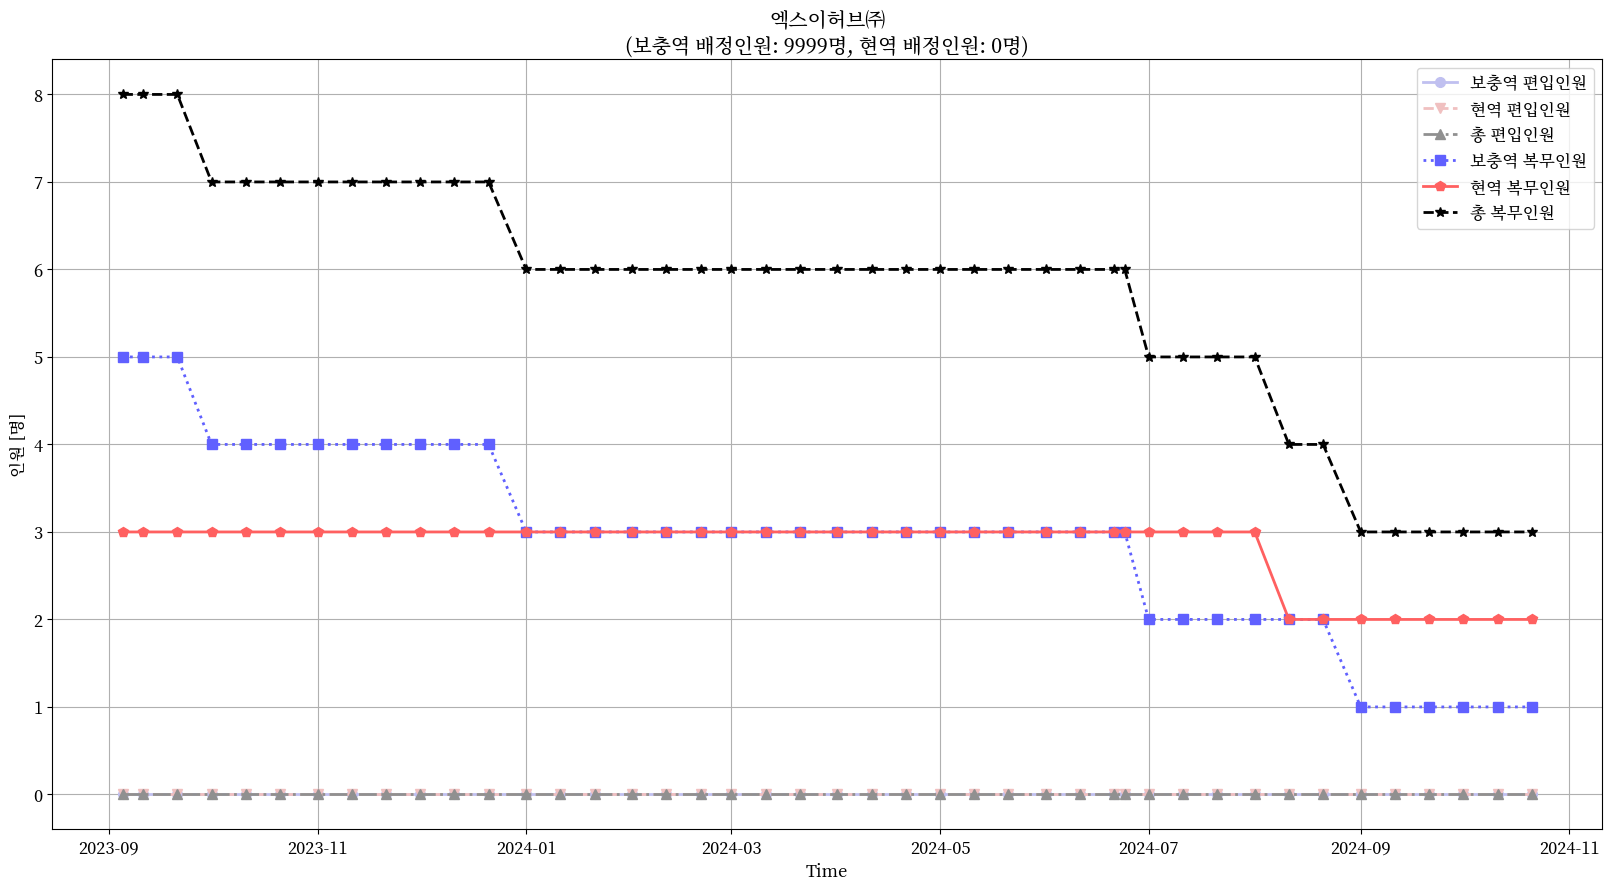 엑스이허브㈜
(보충역 배정인원: 9999명, 현역 배정인원: 0명)
보충역 편입인원
현역 편입인원
총 편입인원
보충역 복무인원
현역 복무인원
총 복무인원
8
7
6
5
4
3
2
1
0
인원 [명]
2023-09
2023-11
2024-01
2024-03
2024-05
2024-07
2024-09
2024-11
Time